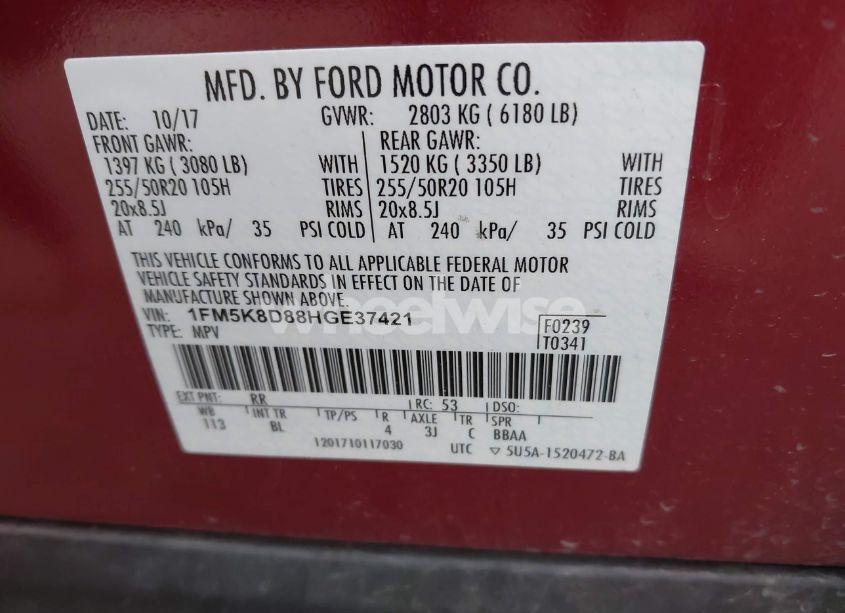 MFD. BY FORD MOTOR CO.
DATE: 10/17 GVWR: 2803 KG ( 6180 LB)
FRONT GAWR: REAR GAWR:
1397 KG ( 3080 LB) WITH 1520 KG ( 3350 LB) WITH
255/50R20 105H TIRES 255/50R20 105H TIRES
20x8.5J RIMS 20x8.5J RIMS
AT 240 kPa/ 35 PSI COLD AT 240 kPa/ 35 PSI COLD
THIS VEHICLE CONFORMS TO ALL APPLICABLE FEDERAL MOTOR
VEHICLE SAFETY STANDARDS IN EFFECT ON THE DATE OF
MANUFACTURE SHOWN ABOVE.
wheelwise
VIN: 1FM5K8D88HGE37421 F0239
TYPE: MPV T0341
EXT PNT: RR RC: 53 DSO:
WB INT TR TP/PS R AXLE TR SPR
113 BL 4 3J C BBAA
1201710117030 UTC ▽ 5U5A-1520472-BA